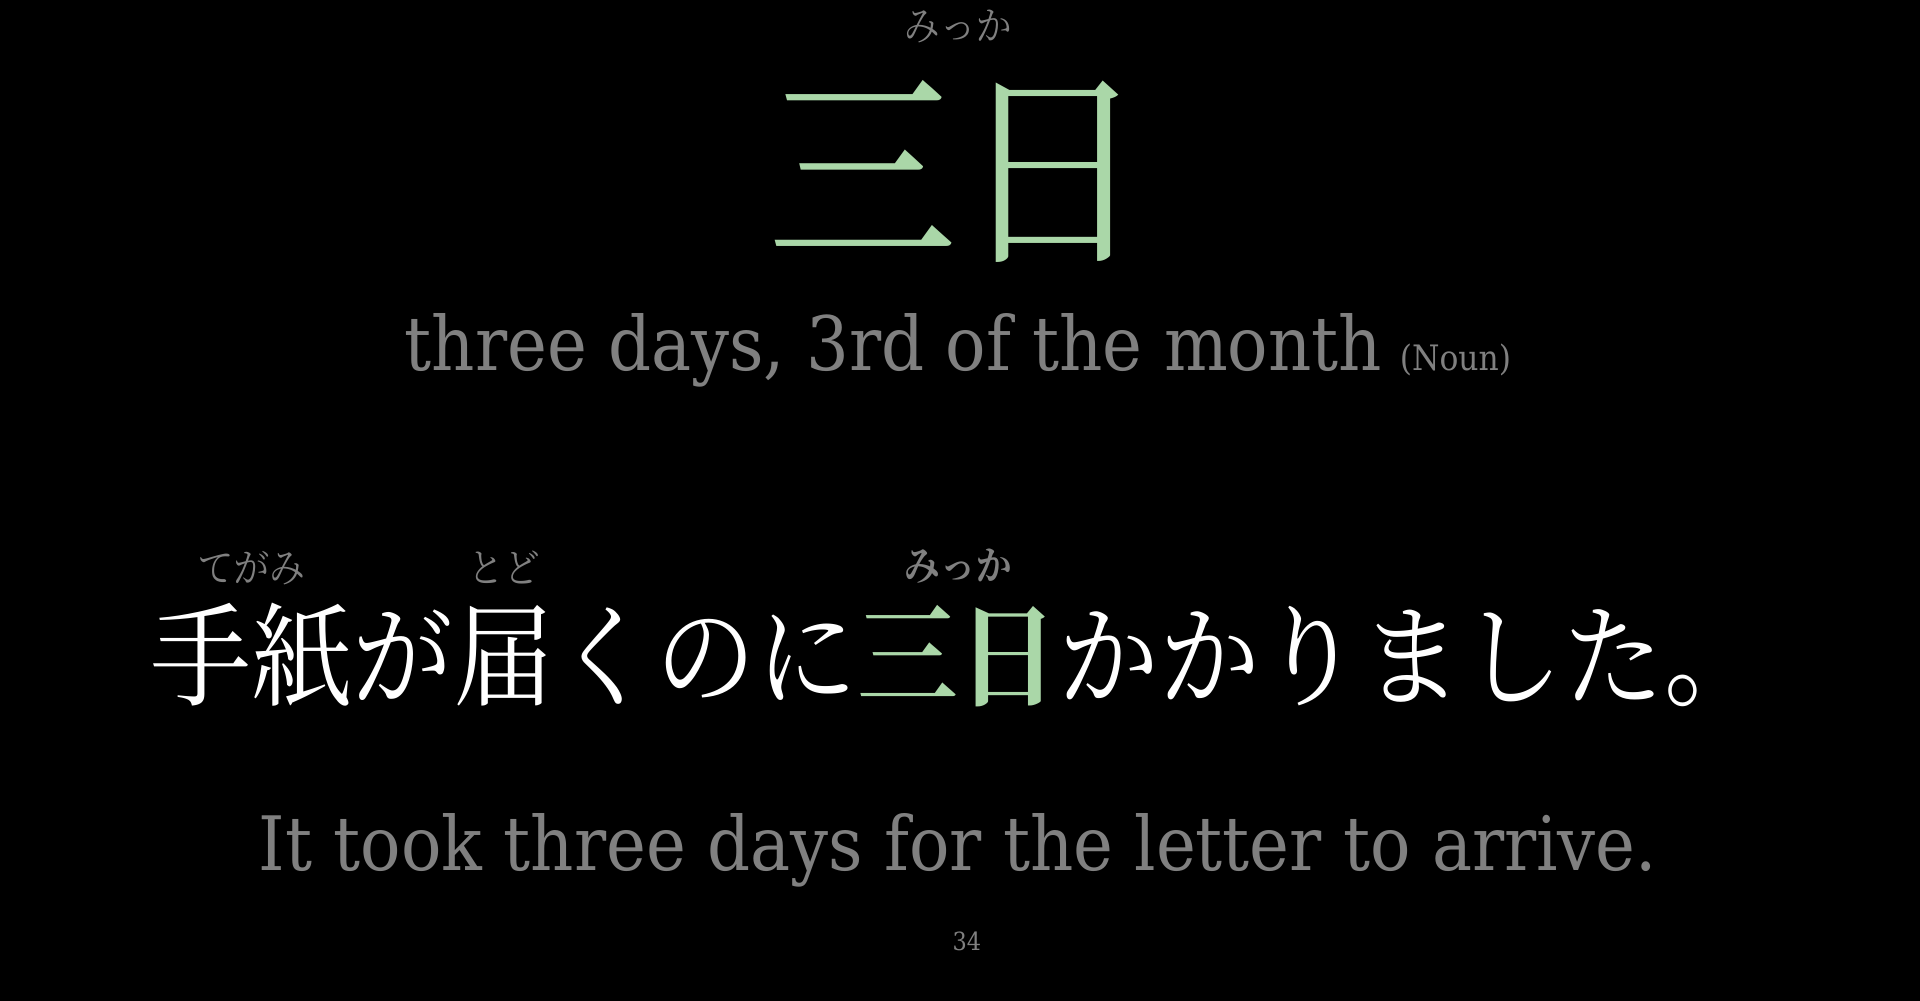 みっか
三日
three days, 3rd of the month (Noun)
てがみ とど みっか
手紙が届くのに三日かかりました。
It took three days for the letter to arrive.
34